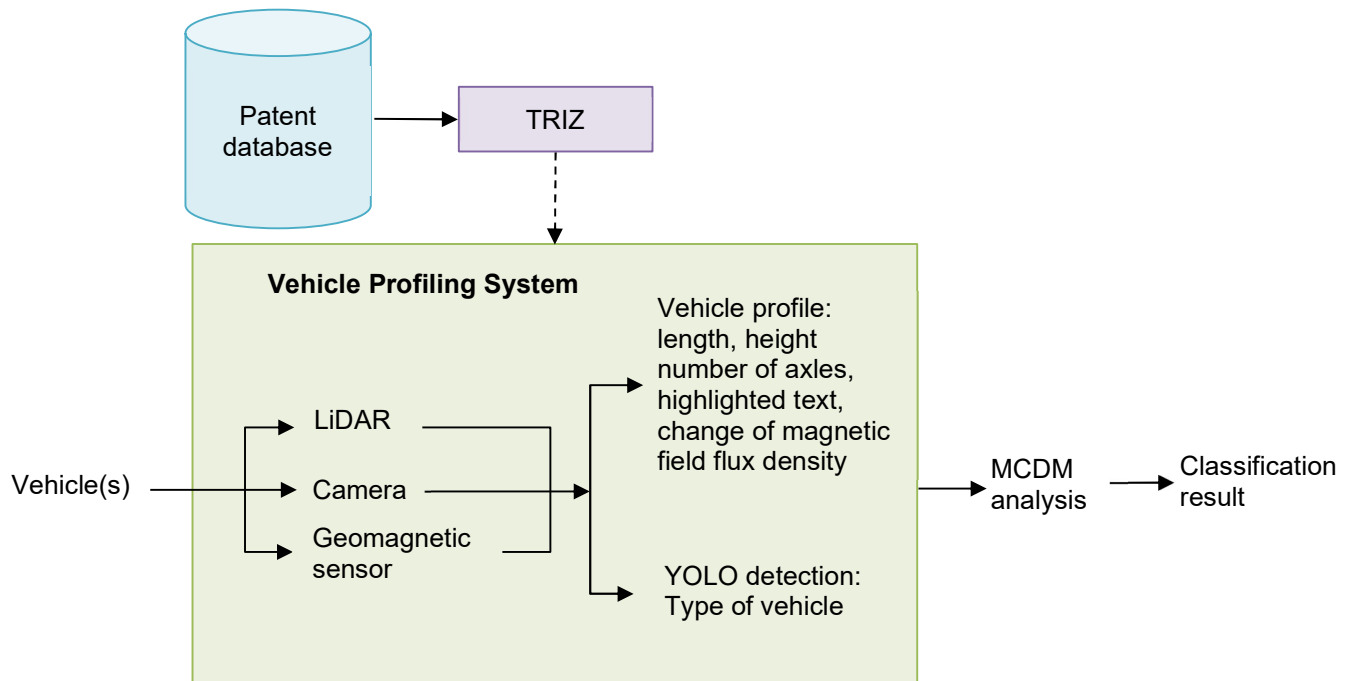 Patent
database
TRIZ
Vehicle Profiling System
Vehicle profile:
length, height
number of axles,
highlighted text,
change of magnetic
field flux density
LiDAR
Vehicle(s)
Camera
Geomagnetic
sensor
YOLO detection:
Type of vehicle
MCDM
analysis
Classification
result